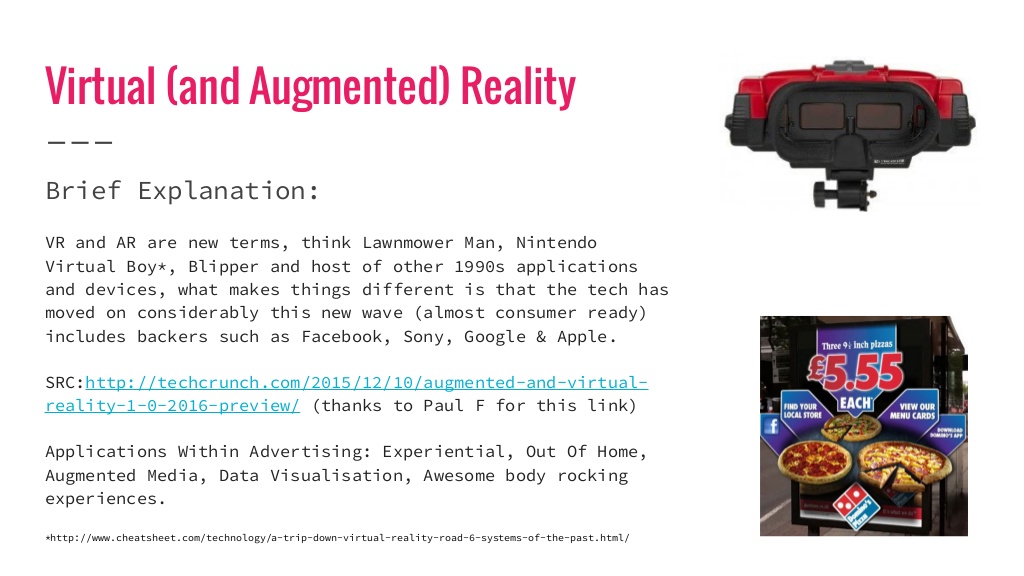 Virtual (and Augmented) Reality
———
Brief Explanation:
VR and AR are new terms, think Lawnmower Man, Nintendo
Virtual Boy*, Blipper and host of other 1990s applications
and devices, what makes things different is that the tech has
moved on considerably this new wave (almost consumer ready)
includes backers such as Facebook, Sony, Google & Apple.
SRC:http://techcrunch.com/2015/12/10/augmented-and-virtual-
reality-1-0-2016-preview/ (thanks to Paul F for this link)
Applications Within Advertising: Experiential, Out Of Home,
Augmented Media, Data Visualisation, Awesome body rocking
experiences.
*http://www.cheatsheet.com/technology/a-trip-down-virtual-reality-road-6-systems-of-the-past.html/
Three 9½ inch pizzas
£5.55
EACH
FIND YOUR
LOCAL STORE
VIEW OUR
MENU CARDS
DOWNLOAD
DOMINO'S APP
f
Domino's
Pizza